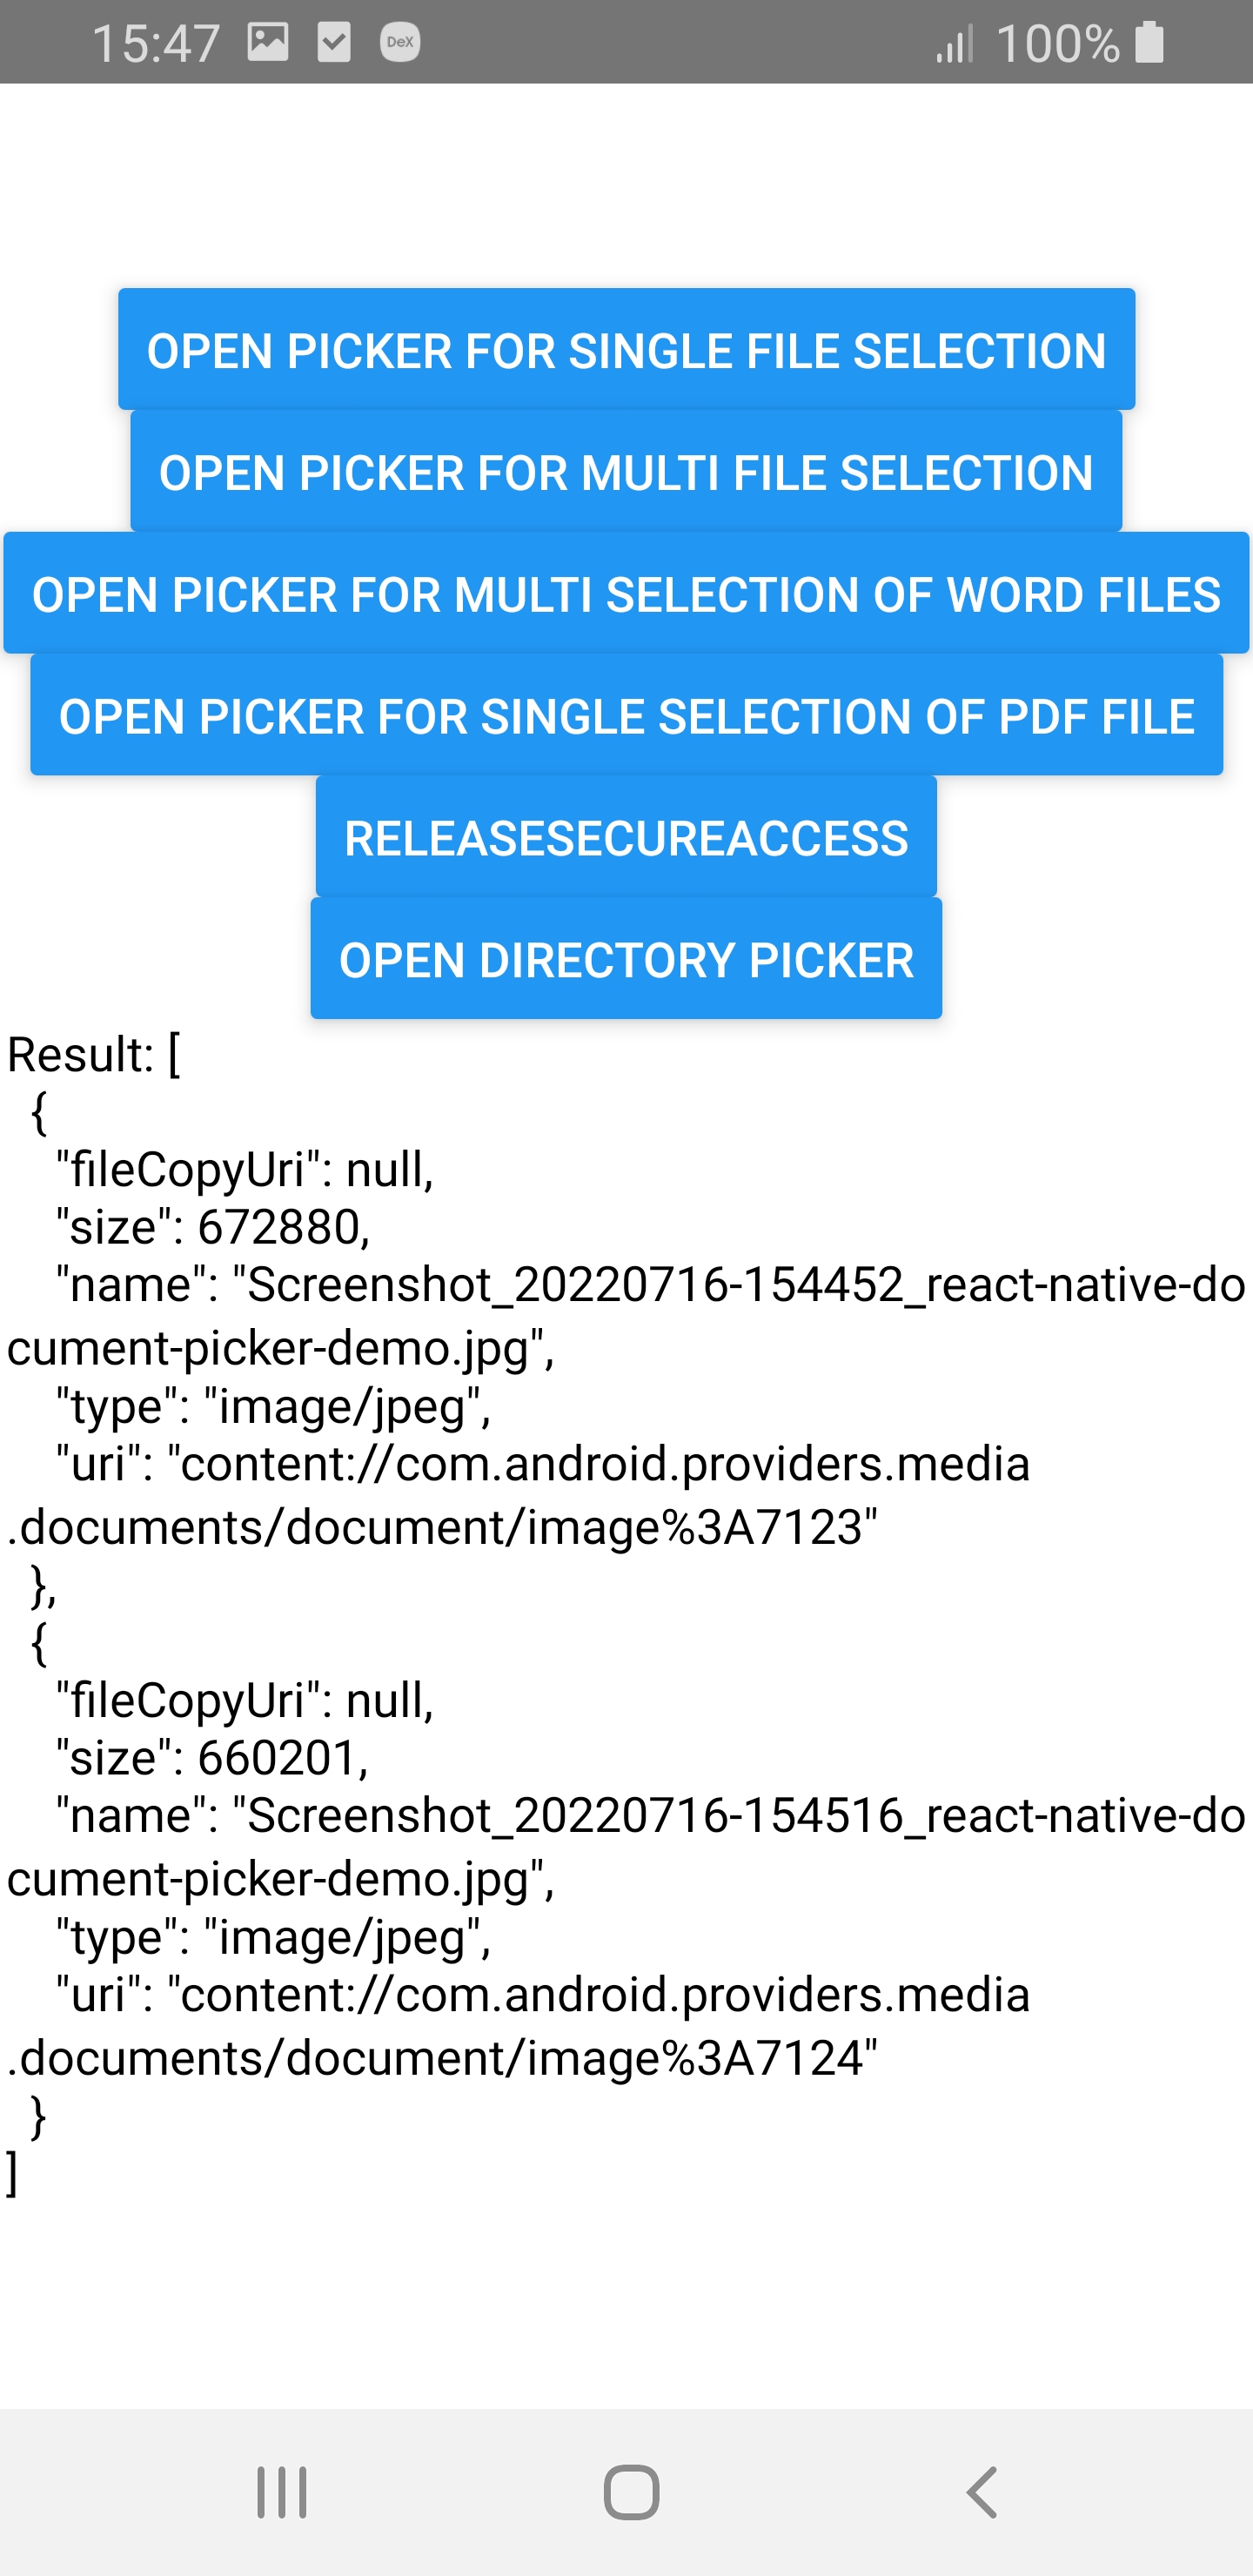 15:47 DeX 100%
OPEN PICKER FOR SINGLE FILE SELECTION
OPEN PICKER FOR MULTI FILE SELECTION
OPEN PICKER FOR MULTI SELECTION OF WORD FILES
OPEN PICKER FOR SINGLE SELECTION OF PDF FILE
RELEASESECUREACCESS
OPEN DIRECTORY PICKER
Result: [
  {
    "fileCopyUri": null,
    "size": 672880,
    "name": "Screenshot_20220716-154452_react-native-do
cument-picker-demo.jpg",
    "type": "image/jpeg",
    "uri": "content://com.android.providers.media
.documents/document/image%3A7123"
  },
  {
    "fileCopyUri": null,
    "size": 660201,
    "name": "Screenshot_20220716-154516_react-native-do
cument-picker-demo.jpg",
    "type": "image/jpeg",
    "uri": "content://com.android.providers.media
.documents/document/image%3A7124"
  }
]